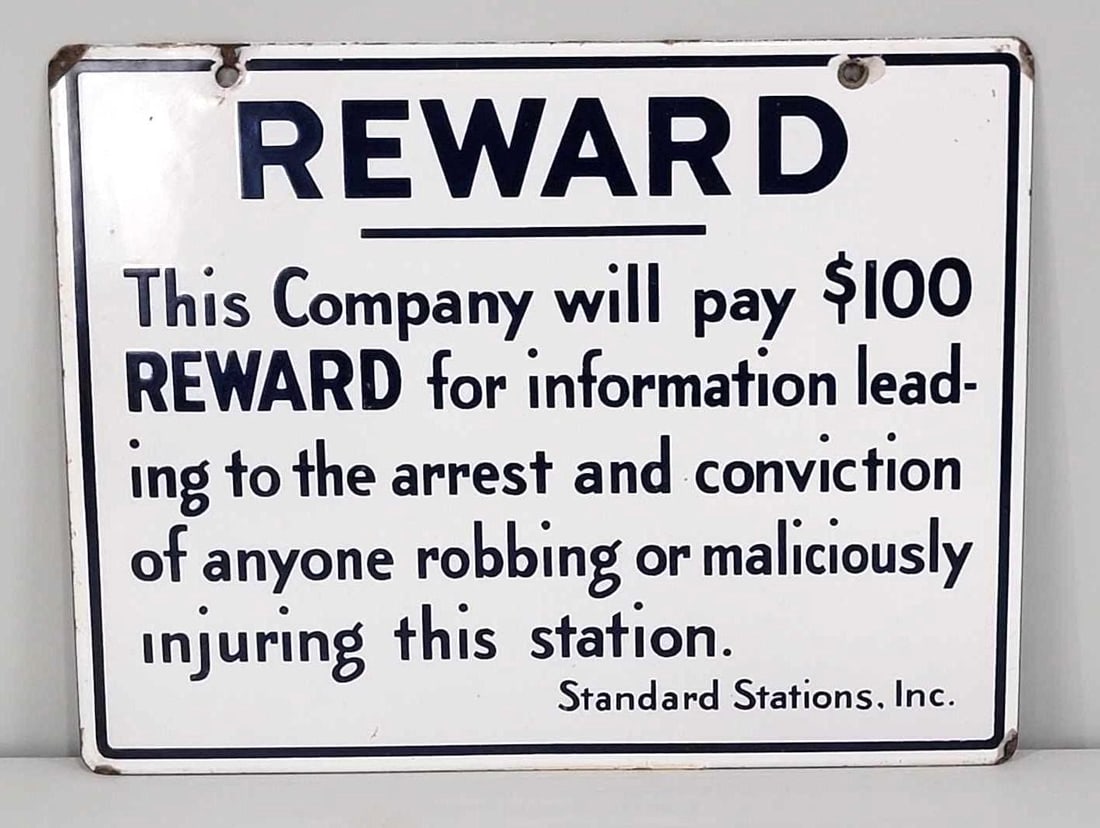 REWARD
This Company will pay $100
REWARD for information lead-
ing to the arrest and conviction
of anyone robbing or maliciously
injuring this station.
Standard Stations, Inc.